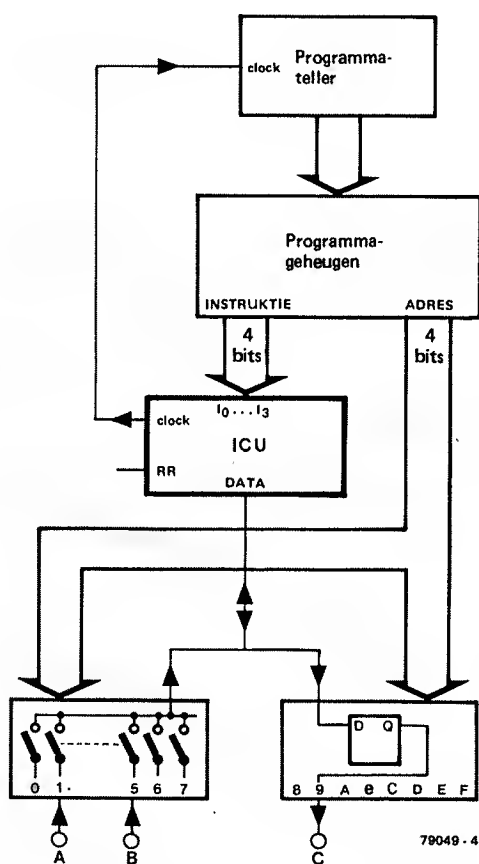 clock
Programma-
teller
Programma-
geheugen
INSTRUKTIE ADRES
4
bits
4
bits
clock
I0...I3
ICU
RR
DATA
D Q
0 1. 5 6 7
8 9 A e C D E F
A B C
79049 - 4